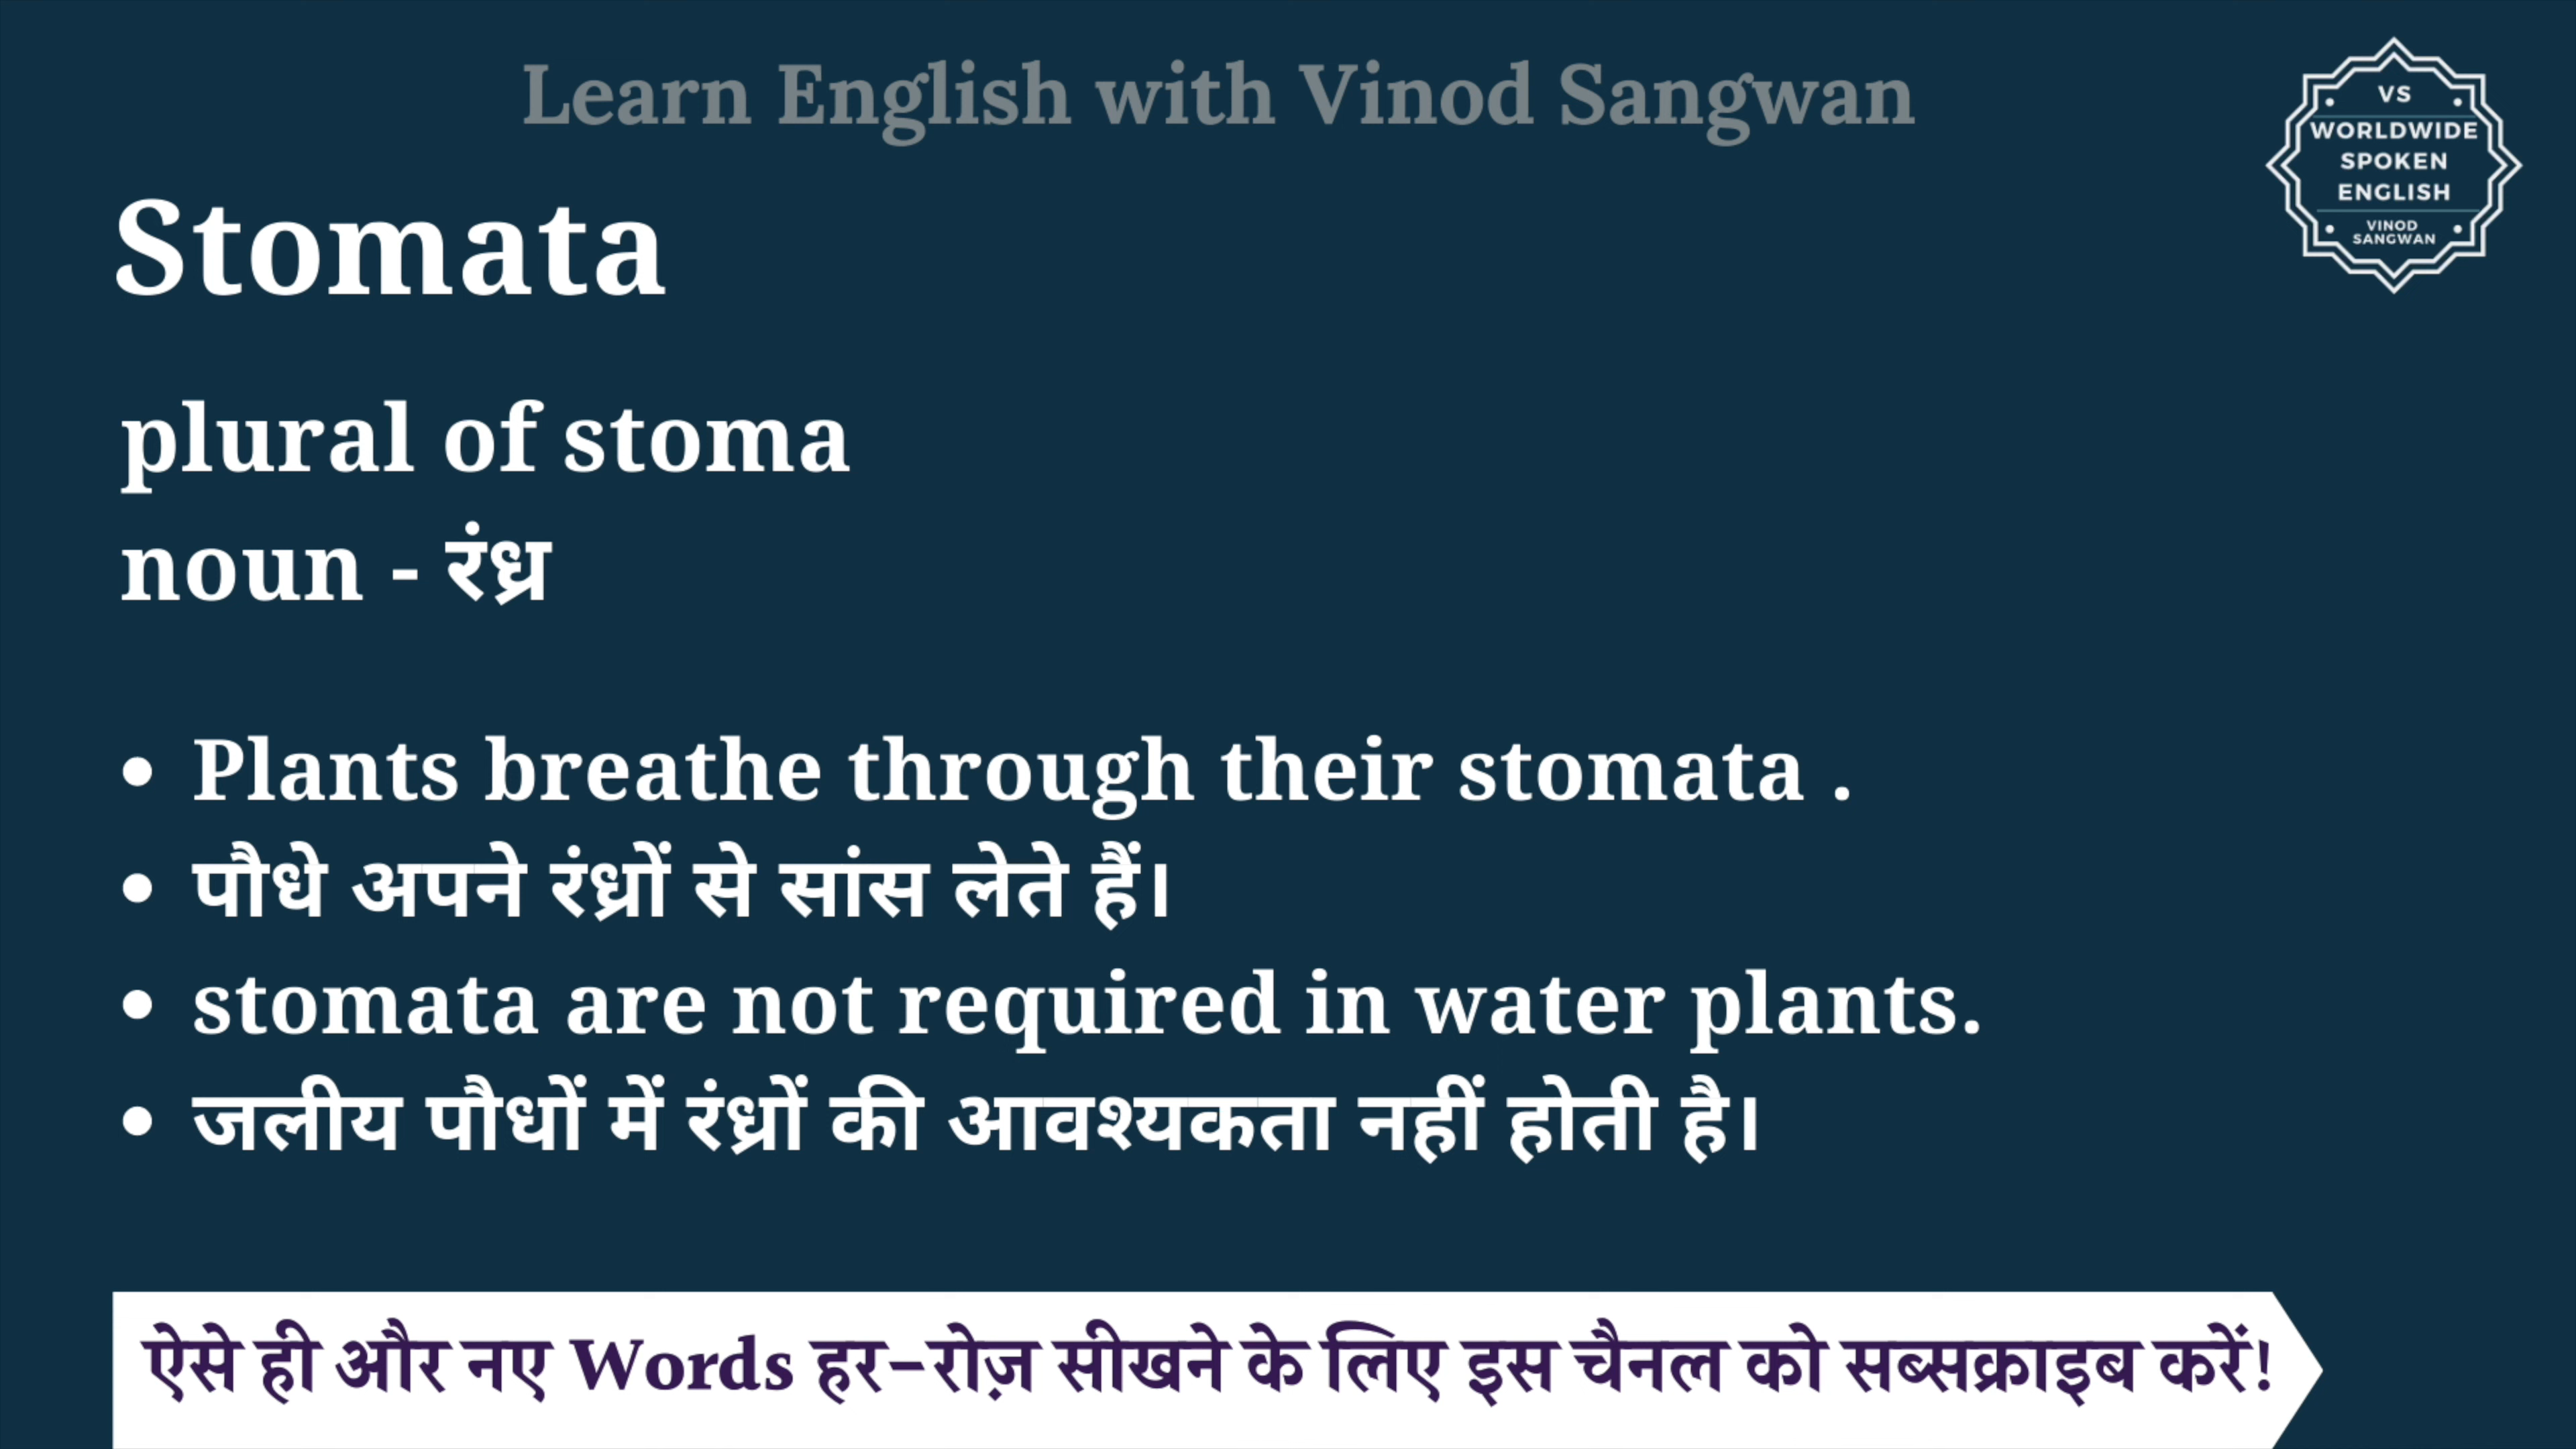 Learn English with Vinod Sangwan
VS
WORLDWIDE
SPOKEN
ENGLISH
VINOD
SANGWAN
Stomata
plural of stoma
noun - रंध्र
• Plants breathe through their stomata .
• पौधे अपने रंध्रों से सांस लेते हैं।
• stomata are not required in water plants.
• जलीय पौधों में रंध्रों की आवश्यकता नहीं होती है।
ऐसे ही और नए Words हर-रोज़ सीखने के लिए इस चैनल को सब्सक्राइब करें!